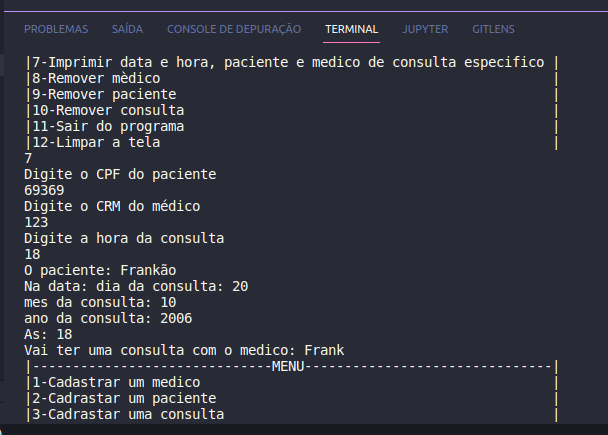 PROBLEMAS SAÍDA CONSOLE DE DEPURAÇÃO TERMINAL JUPYTER GITLENS
|7-Imprimir data e hora, paciente e medico de consulta especifico |
|8-Remover mèdico |
|9-Remover paciente |
|10-Remover consulta |
|11-Sair do programa |
|12-Limpar a tela |
7
Digite o CPF do paciente
69369
Digite o CRM do médico
123
Digite a hora da consulta
18
O paciente: Frankão
Na data: dia da consulta: 20
mes da consulta: 10
ano da consulta: 2006
As: 18
Vai ter uma consulta com o medico: Frank
|------------------------------MENU-------------------------------|
|1-Cadastrar um medico |
|2-Cadrastrar um paciente |
|3-Cadrastar uma consulta |